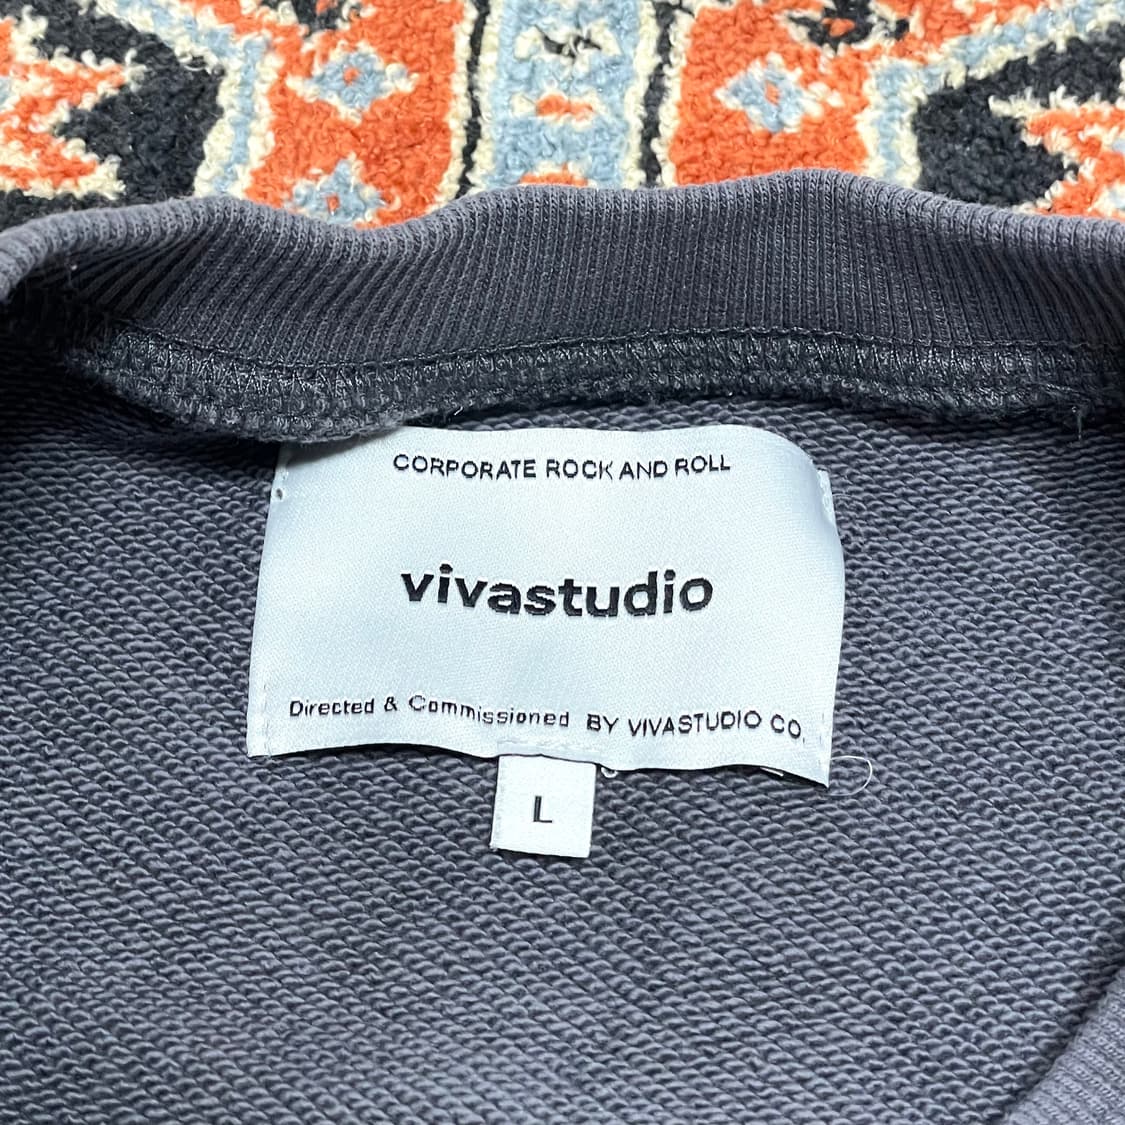 CORPORATE ROCK AND ROLL
vivastudio
Directed & Commissioned BY VIVASTUDIO CO.
L